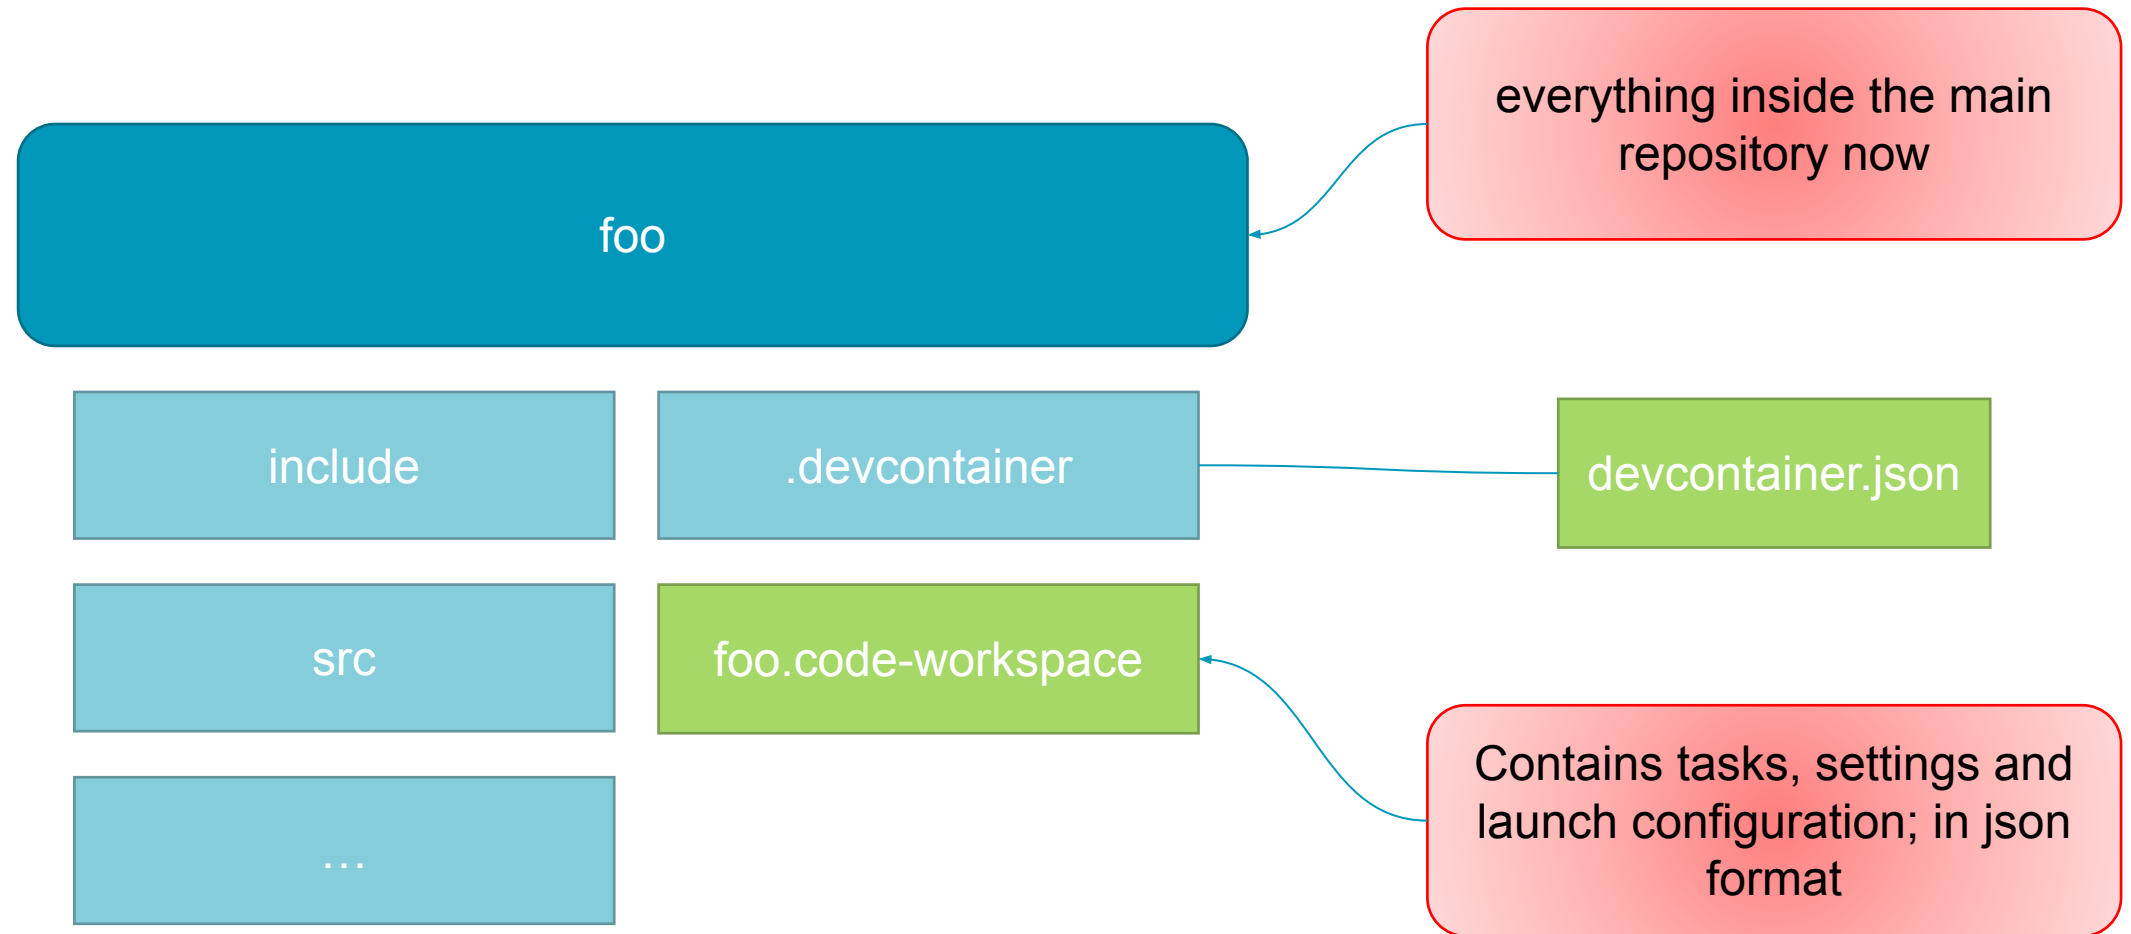 everything inside the main
repository now
foo
include
.devcontainer
devcontainer.json
src
foo.code-workspace
Contains tasks, settings and
launch configuration; in json
format
…